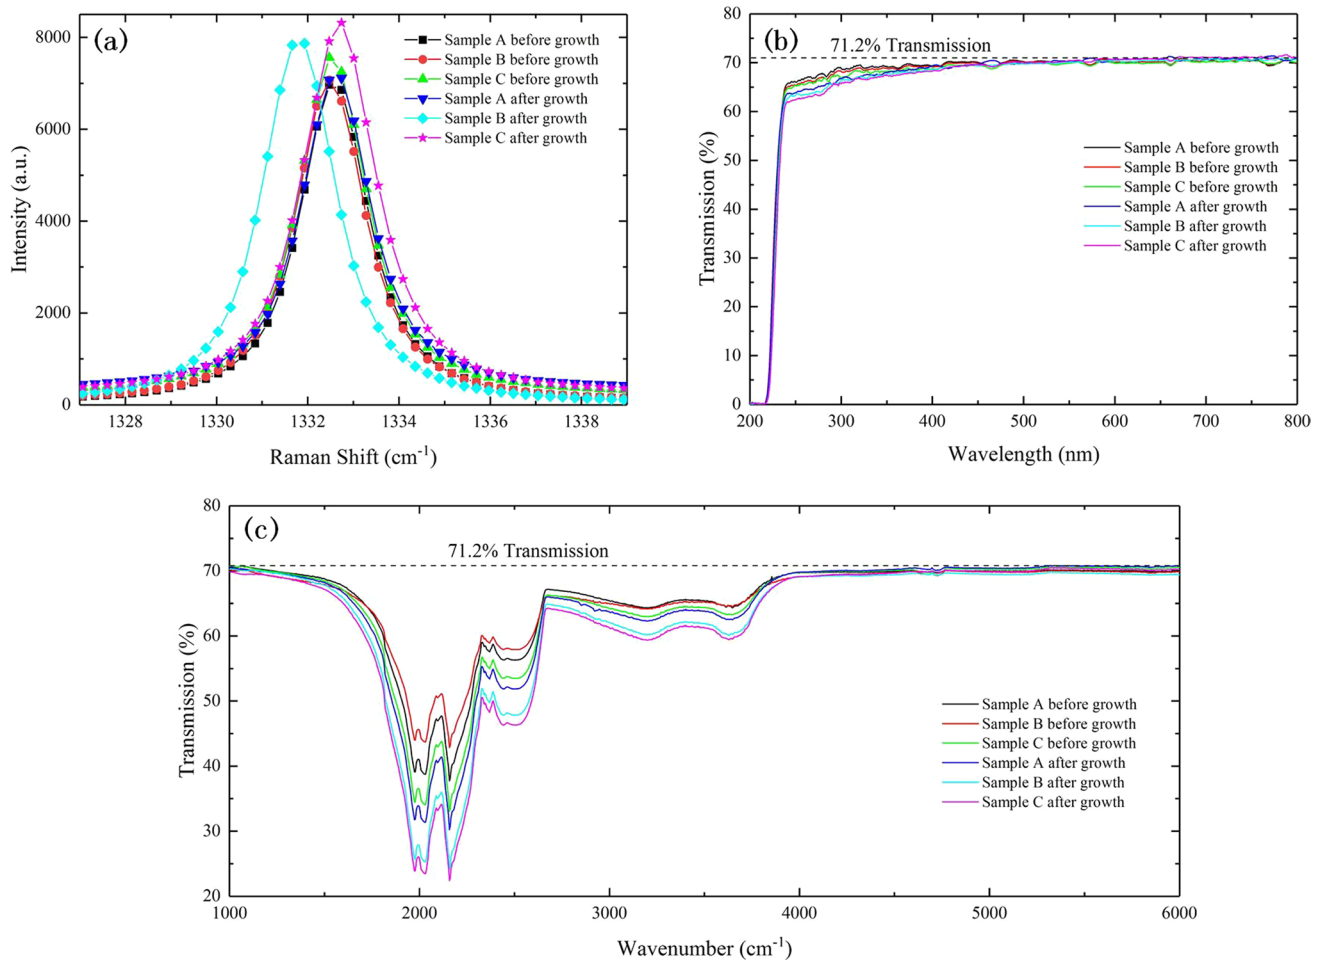 (a)
Sample A before growth
Sample B before growth
Sample C before growth
Sample A after growth
Sample B after growth
Sample C after growth
8000
6000
4000
2000
0
Intensity (a.u.)
1328 1330 1332 1334 1336 1338
Raman Shift (cm⁻¹)
(b)
71.2% Transmission
Sample A before growth
Sample B before growth
Sample C before growth
Sample A after growth
Sample B after growth
Sample C after growth
80
70
60
50
40
30
20
10
0
Transmission (%)
200 300 400 500 600 700 800
Wavelength (nm)
(c)
71.2% Transmission
Sample A before growth
Sample B before growth
Sample C before growth
Sample A after growth
Sample B after growth
Sample C after growth
80
70
60
50
40
30
20
Transmission (%)
1000 2000 3000 4000 5000 6000
Wavenumber (cm⁻¹)